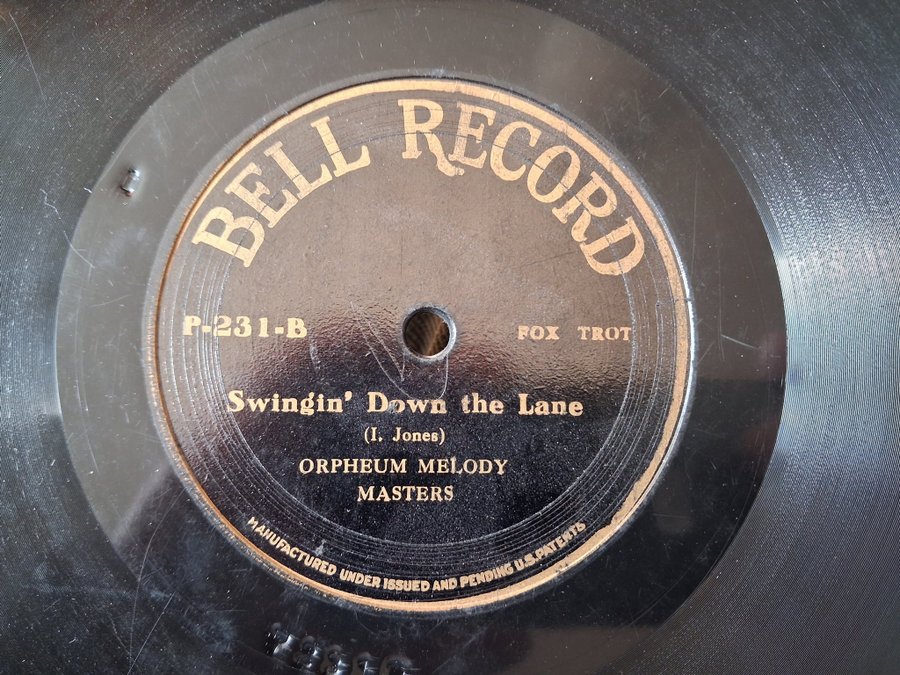 BELL RECORD
P-231-B
FOX TROT
Swingin' Down the Lane
(I. Jones)
ORPHEUM MELODY
MASTERS
MANUFACTURED UNDER ISSUED AND PENDING U.S. PATENTS